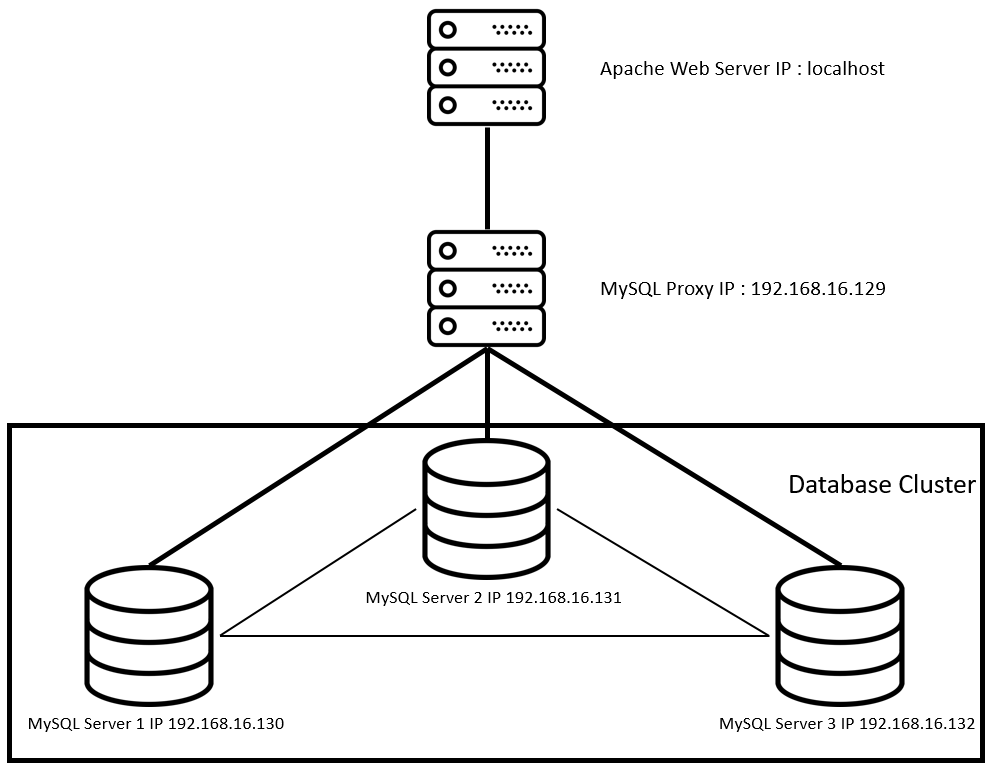 Apache Web Server IP : localhost
MySQL Proxy IP : 192.168.16.129
Database Cluster
MySQL Server 2 IP 192.168.16.131
MySQL Server 1 IP 192.168.16.130
MySQL Server 3 IP 192.168.16.132